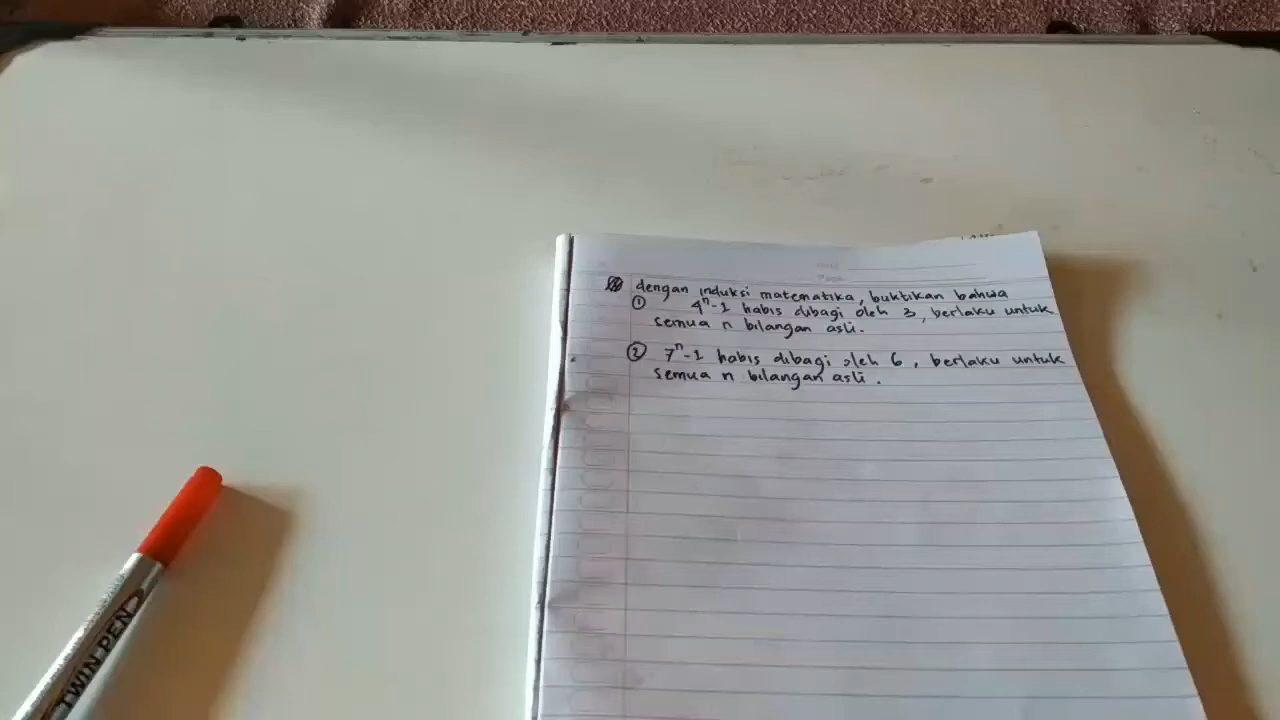 dengan induksi matematika, buktikan bahwa
① 4ⁿ-1 habis dibagi oleh 3, berlaku untuk
semua n bilangan asli.
② 7ⁿ-1 habis dibagi oleh 6, berlaku untuk
semua n bilangan asli.
TWIN PEN